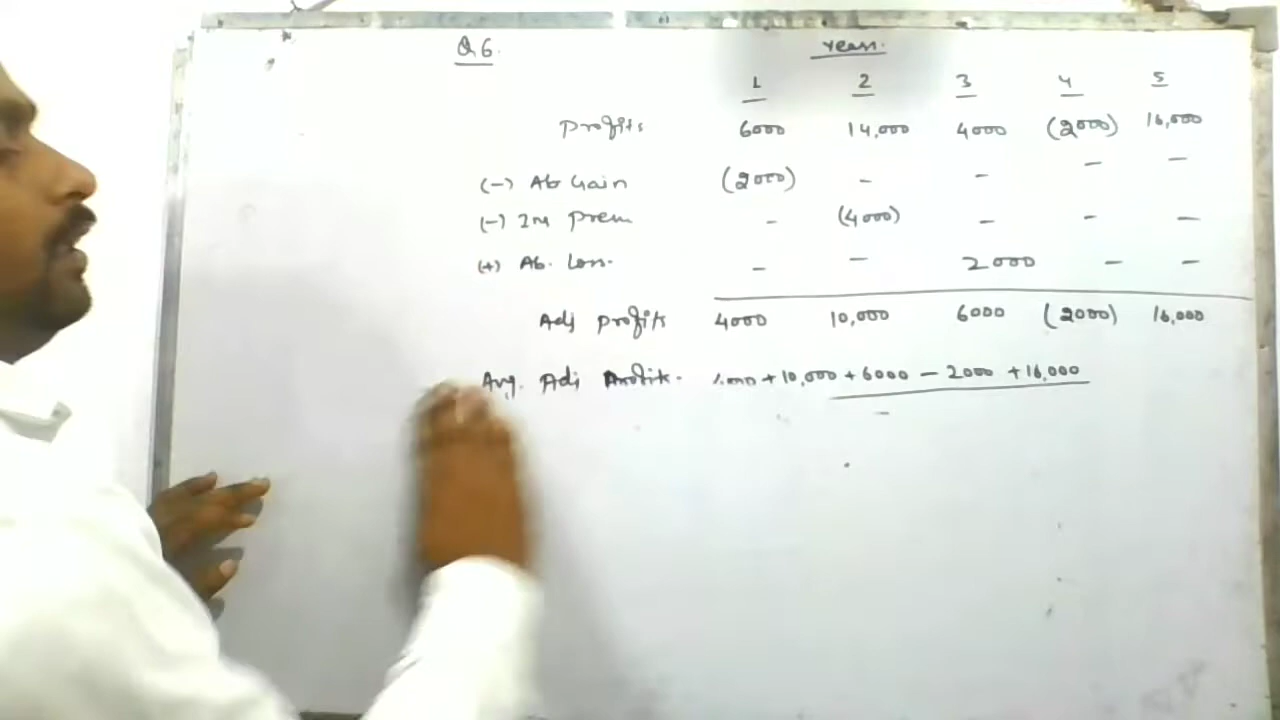 Q.6. Years.
1 2 3 4 5
Profits 6000 14,000 4000 (2000) 16,000
(-) Ab Gain (2000) - - - -
(-) Ins Prem - (4000) - - -
(+) Ab. Loss. - - 2000 - -
Adj Profits 4000 10,000 6000 (2000) 16,000
Avg. Adj Profits. 4000 + 10,000 + 6000 - 2000 + 16,000